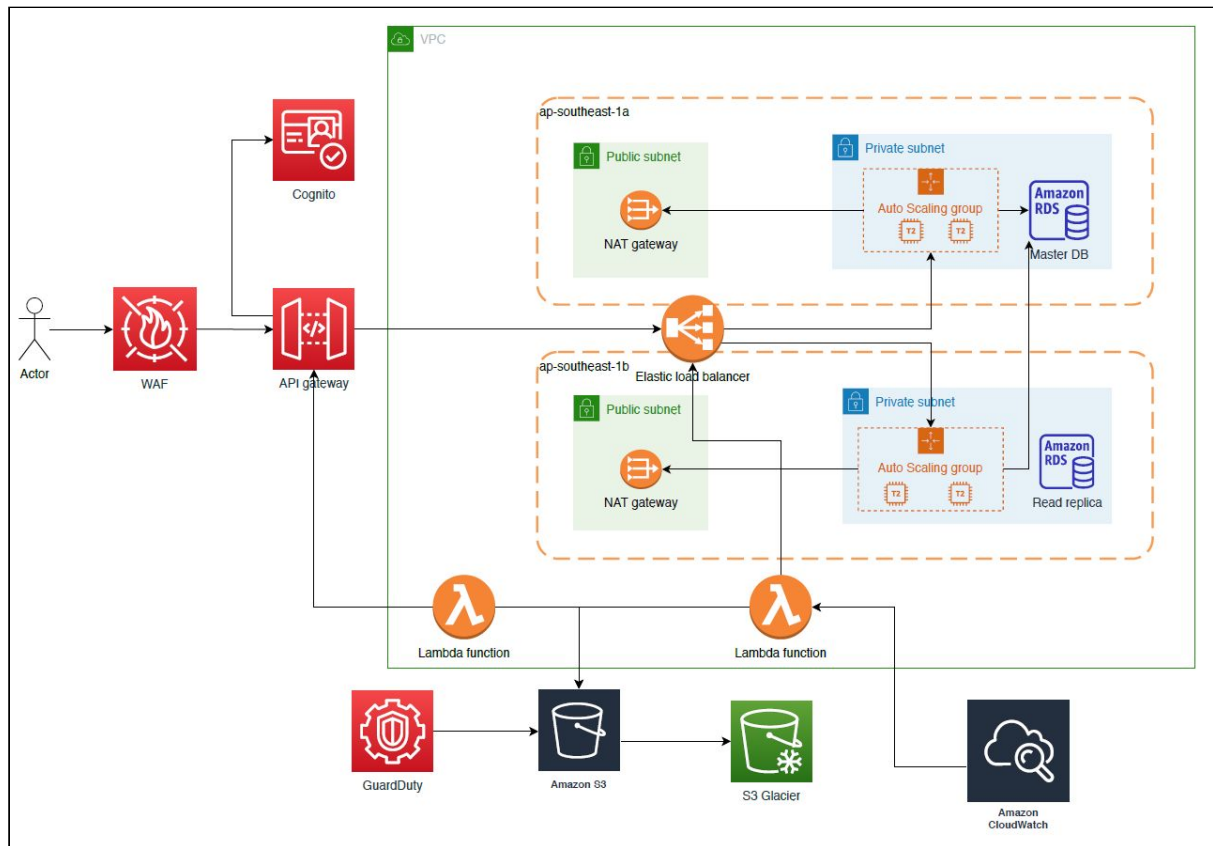 VPC
ap-southeast-1a
Public subnet
NAT gateway
Private subnet
Auto Scaling group
T2
T2
Amazon
RDS
Master DB
Cognito
Actor
WAF
</>
API gateway
Elastic load balancer
ap-southeast-1b
Public subnet
NAT gateway
Private subnet
Auto Scaling group
T2
T2
Amazon
RDS
Read replica
Lambda function
Lambda function
GuardDuty
Amazon S3
S3 Glacier
Amazon
CloudWatch